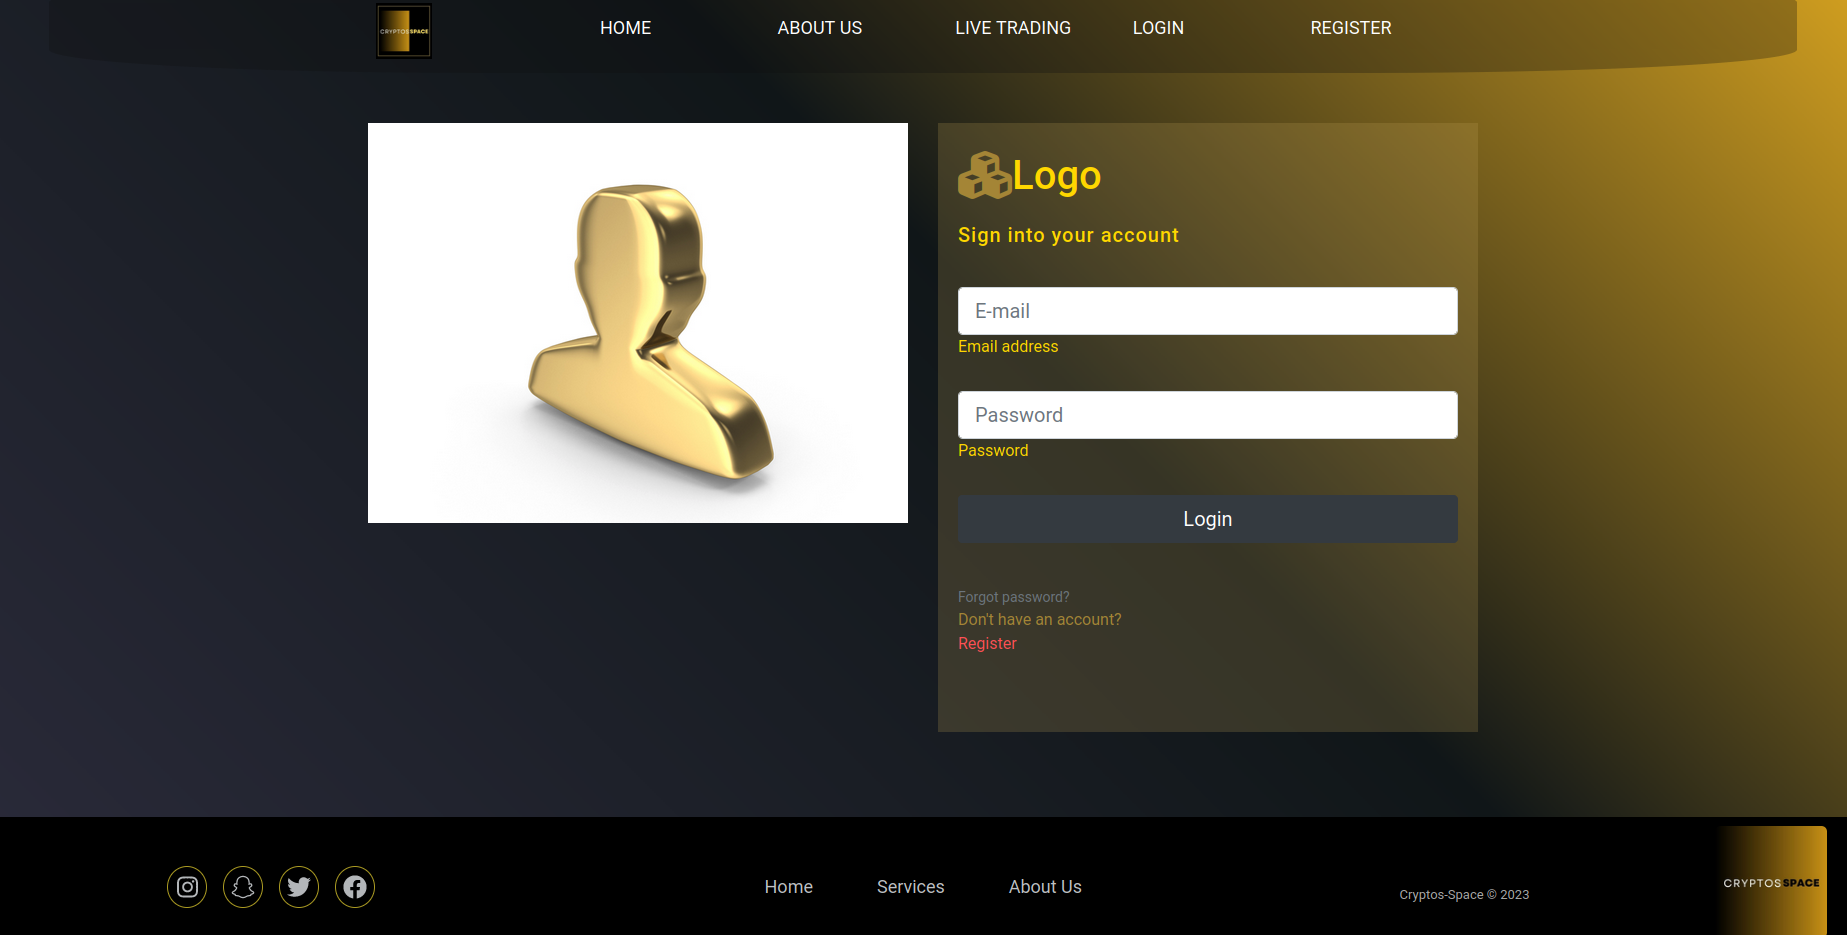 CRYPTOSSPACE
HOME ABOUT US LIVE TRADING LOGIN REGISTER
Logo
Sign into your account
E-mail
Email address
Password
Password
Login
Forgot password?
Don't have an account?
Register
Home Services About Us
Cryptos-Space © 2023
CRYPTOSSPACE